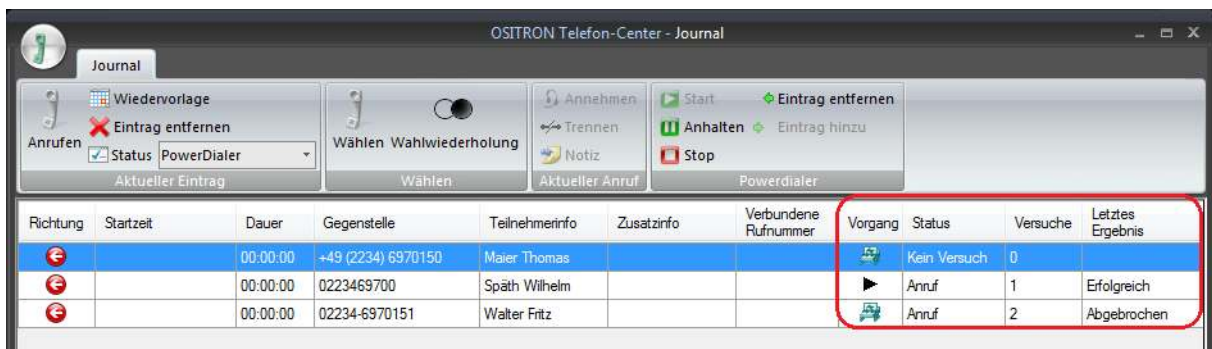 OSITRON Telefon-Center - Journal
Journal
Anrufen
Wiedervorlage
Eintrag entfernen
Status PowerDialer
Aktueller Eintrag
Wählen Wahlwiederholung
Wählen
Annehmen
Trennen
Notiz
Aktueller Anruf
Start Eintrag entfernen
Anhalten Eintrag hinzu
Stop
Powerdialer
Richtung Startzeit Dauer Gegenstelle Teilnehmerinfo Zusatzinfo Verbundene Rufnummer Vorgang Status Versuche Letztes Ergebnis
00:00:00 +49 (2234) 6970150 Maier Thomas Kein Versuch 0
00:00:00 0223469700 Späth Wilhelm Anruf 1 Erfolgreich
00:00:00 02234-6970151 Walter Fritz Anruf 2 Abgebrochen